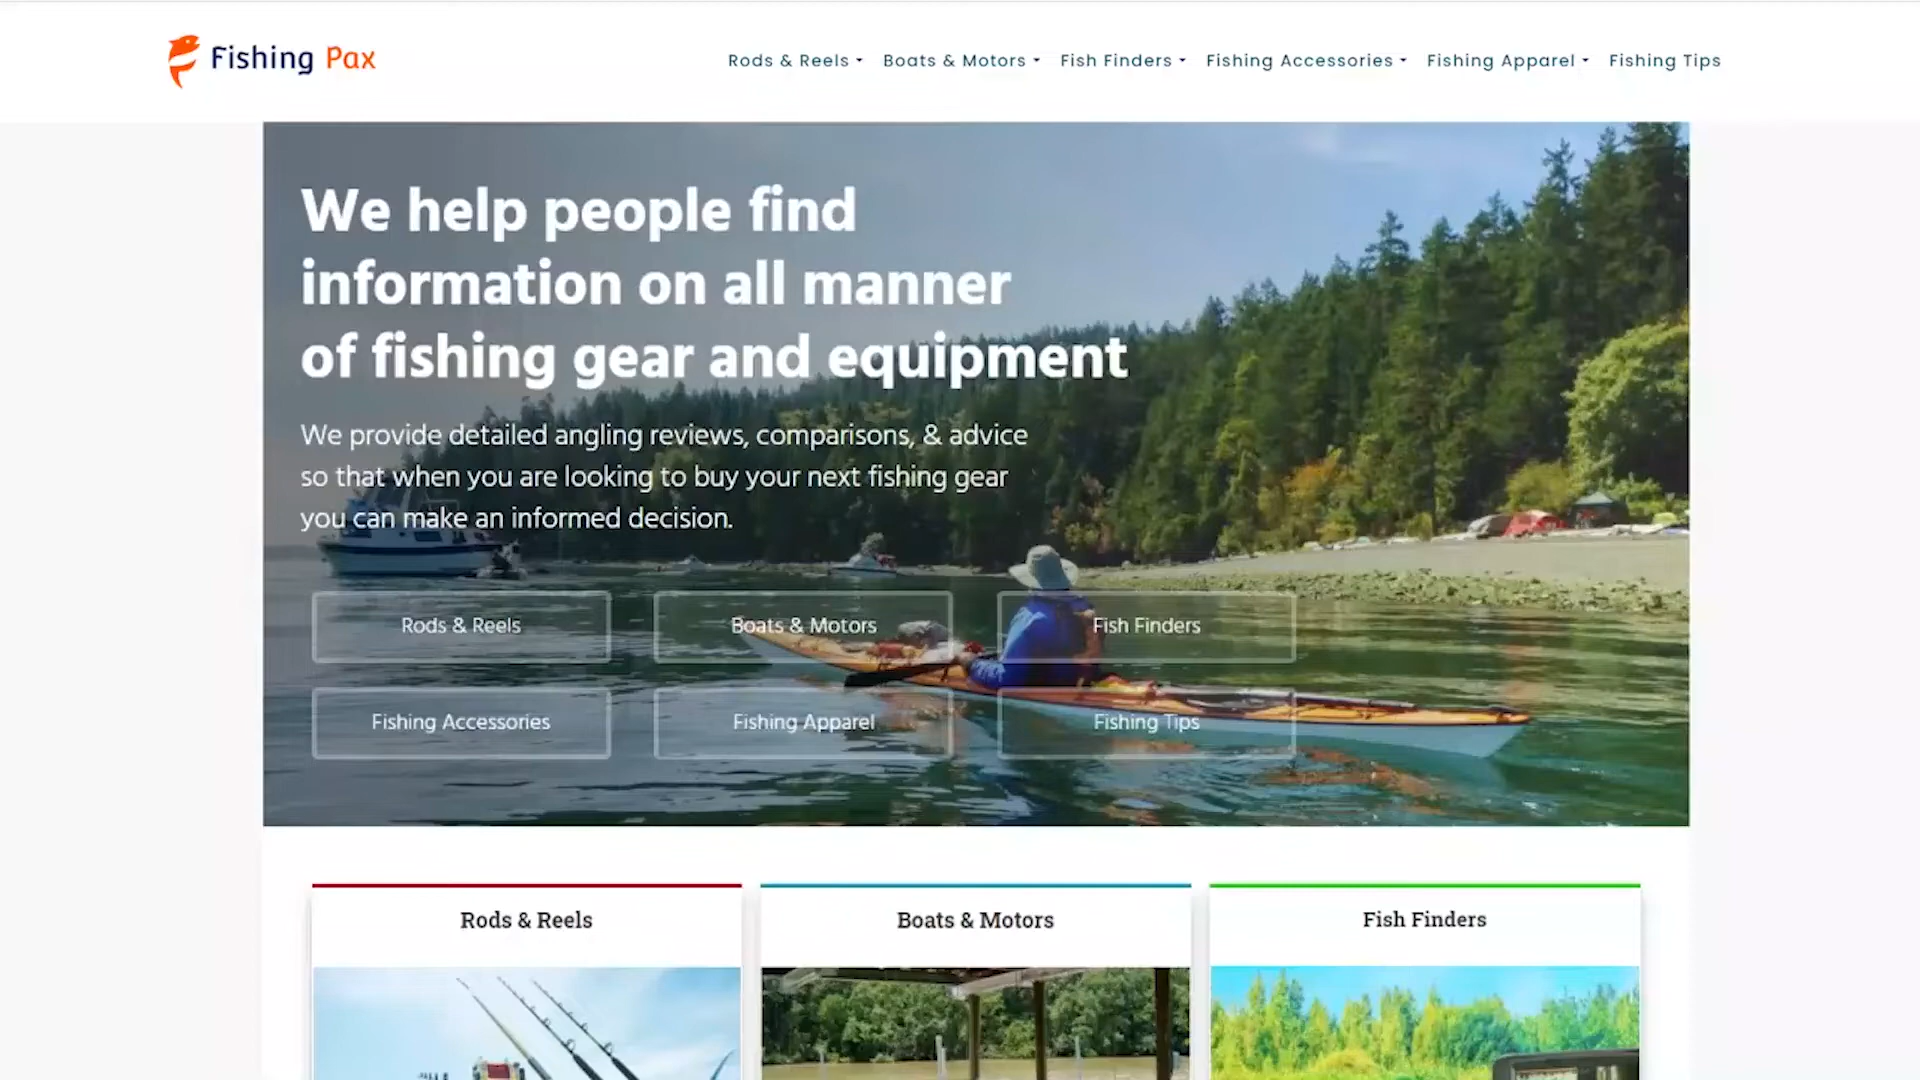 Fishing Pax
Rods & Reels
Boats & Motors
Fish Finders
Fishing Accessories
Fishing Apparel
Fishing Tips
We help people find
information on all manner
of fishing gear and equipment
We provide detailed angling reviews, comparisons, & advice
so that when you are looking to buy your next fishing gear
you can make an informed decision.
Rods & Reels
Boats & Motors
Fish Finders
Fishing Accessories
Fishing Apparel
Fishing Tips
Rods & Reels
Boats & Motors
Fish Finders